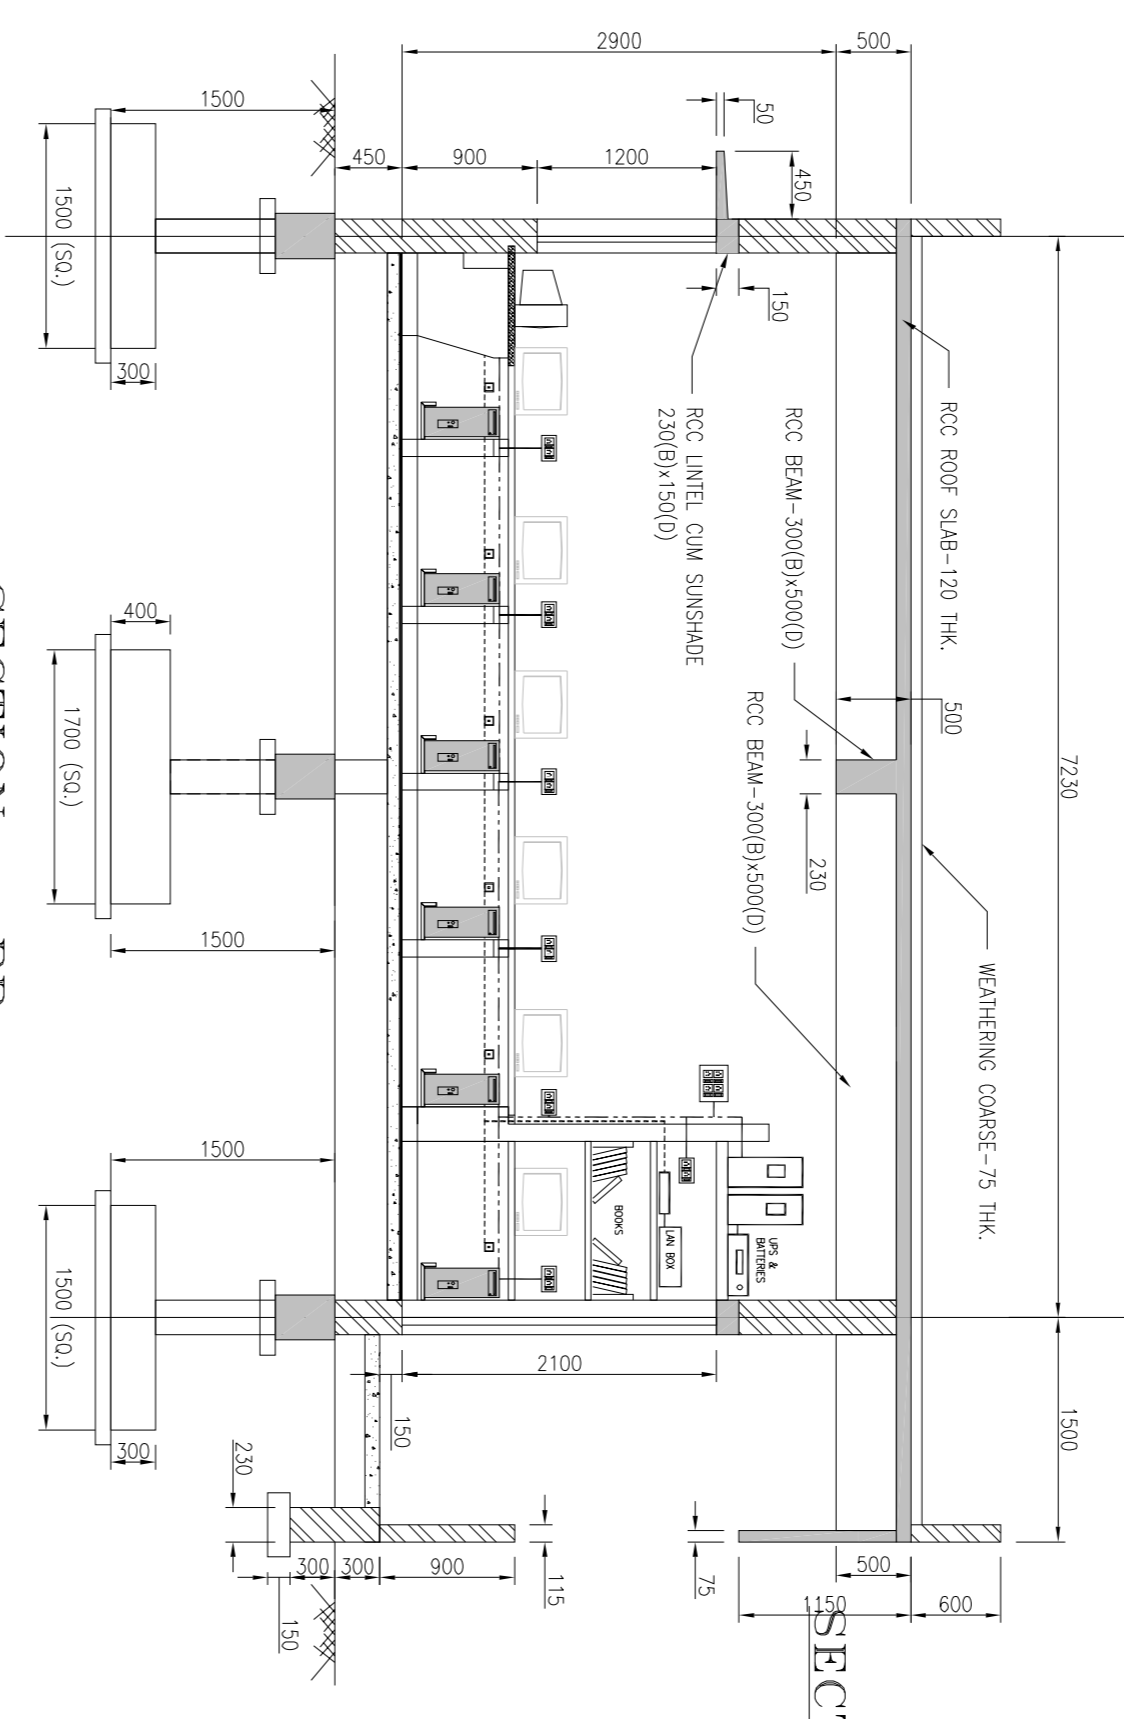 7230
1500
WEATHERING COARSE-75 THK.
RCC ROOF SLAB-120 THK.
500
2900
500
RCC BEAM-300(B)x500(D)
230
RCC BEAM-300(B)x500(D)
50
450
150
RCC LINTEL CUM SUNSHADE
230(B)x150(D)
UPS &
BATTERIES
LAN BOX
BOOKS
75
500
1150
600
1200
900
450
2100
150
115
900
300
300
150
230
1500
1500
1500
300
400
300
1500 (SQ.)
1700 (SQ.)
1500 (SQ.)